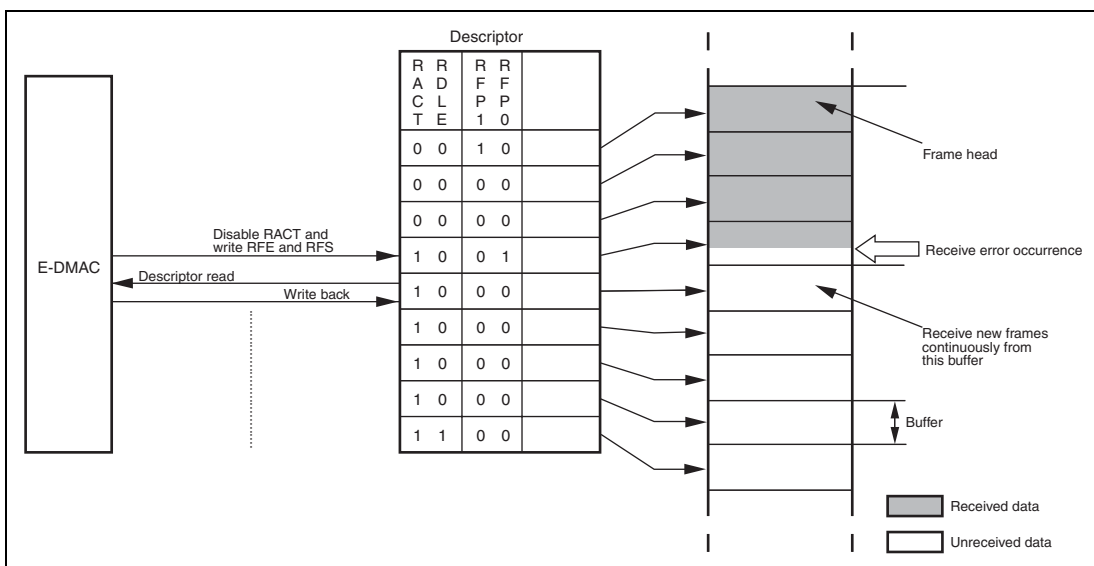 Descriptor
R R R R
A D F F
C L P P
T E 1 0
0 0 1 0
0 0 0 0
0 0 0 0
1 0 0 1
1 0 0 0
1 0 0 0
1 0 0 0
1 0 0 0
1 1 0 0
E-DMAC
Disable RACT and
write RFE and RFS
Descriptor read
Write back
Frame head
Receive error occurrence
Receive new frames
continuously from
this buffer
Buffer
Received data
Unreceived data